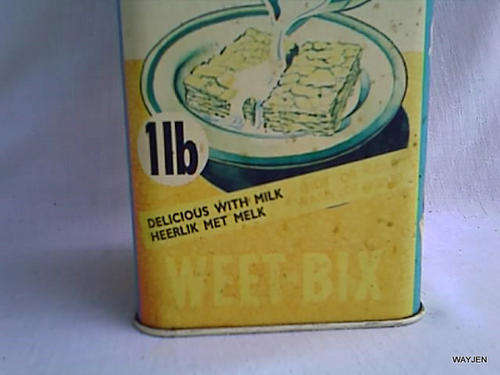 1lb
DELICIOUS WITH MILK
HEERLIK MET MELK
WEET-BIX
WAYJEN